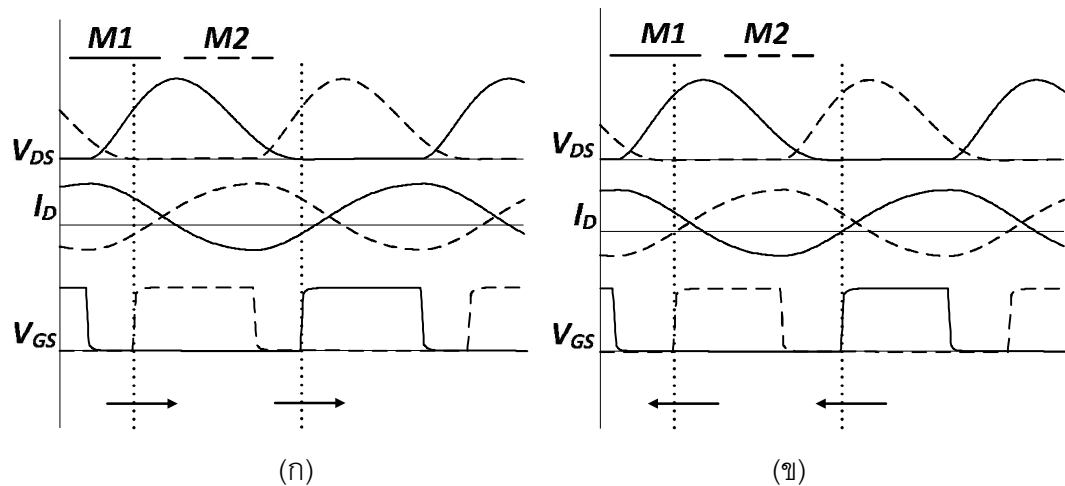 M1 M2 M1 M2
V_DS V_DS
I_D I_D
V_GS V_GS
(ก) (ข)